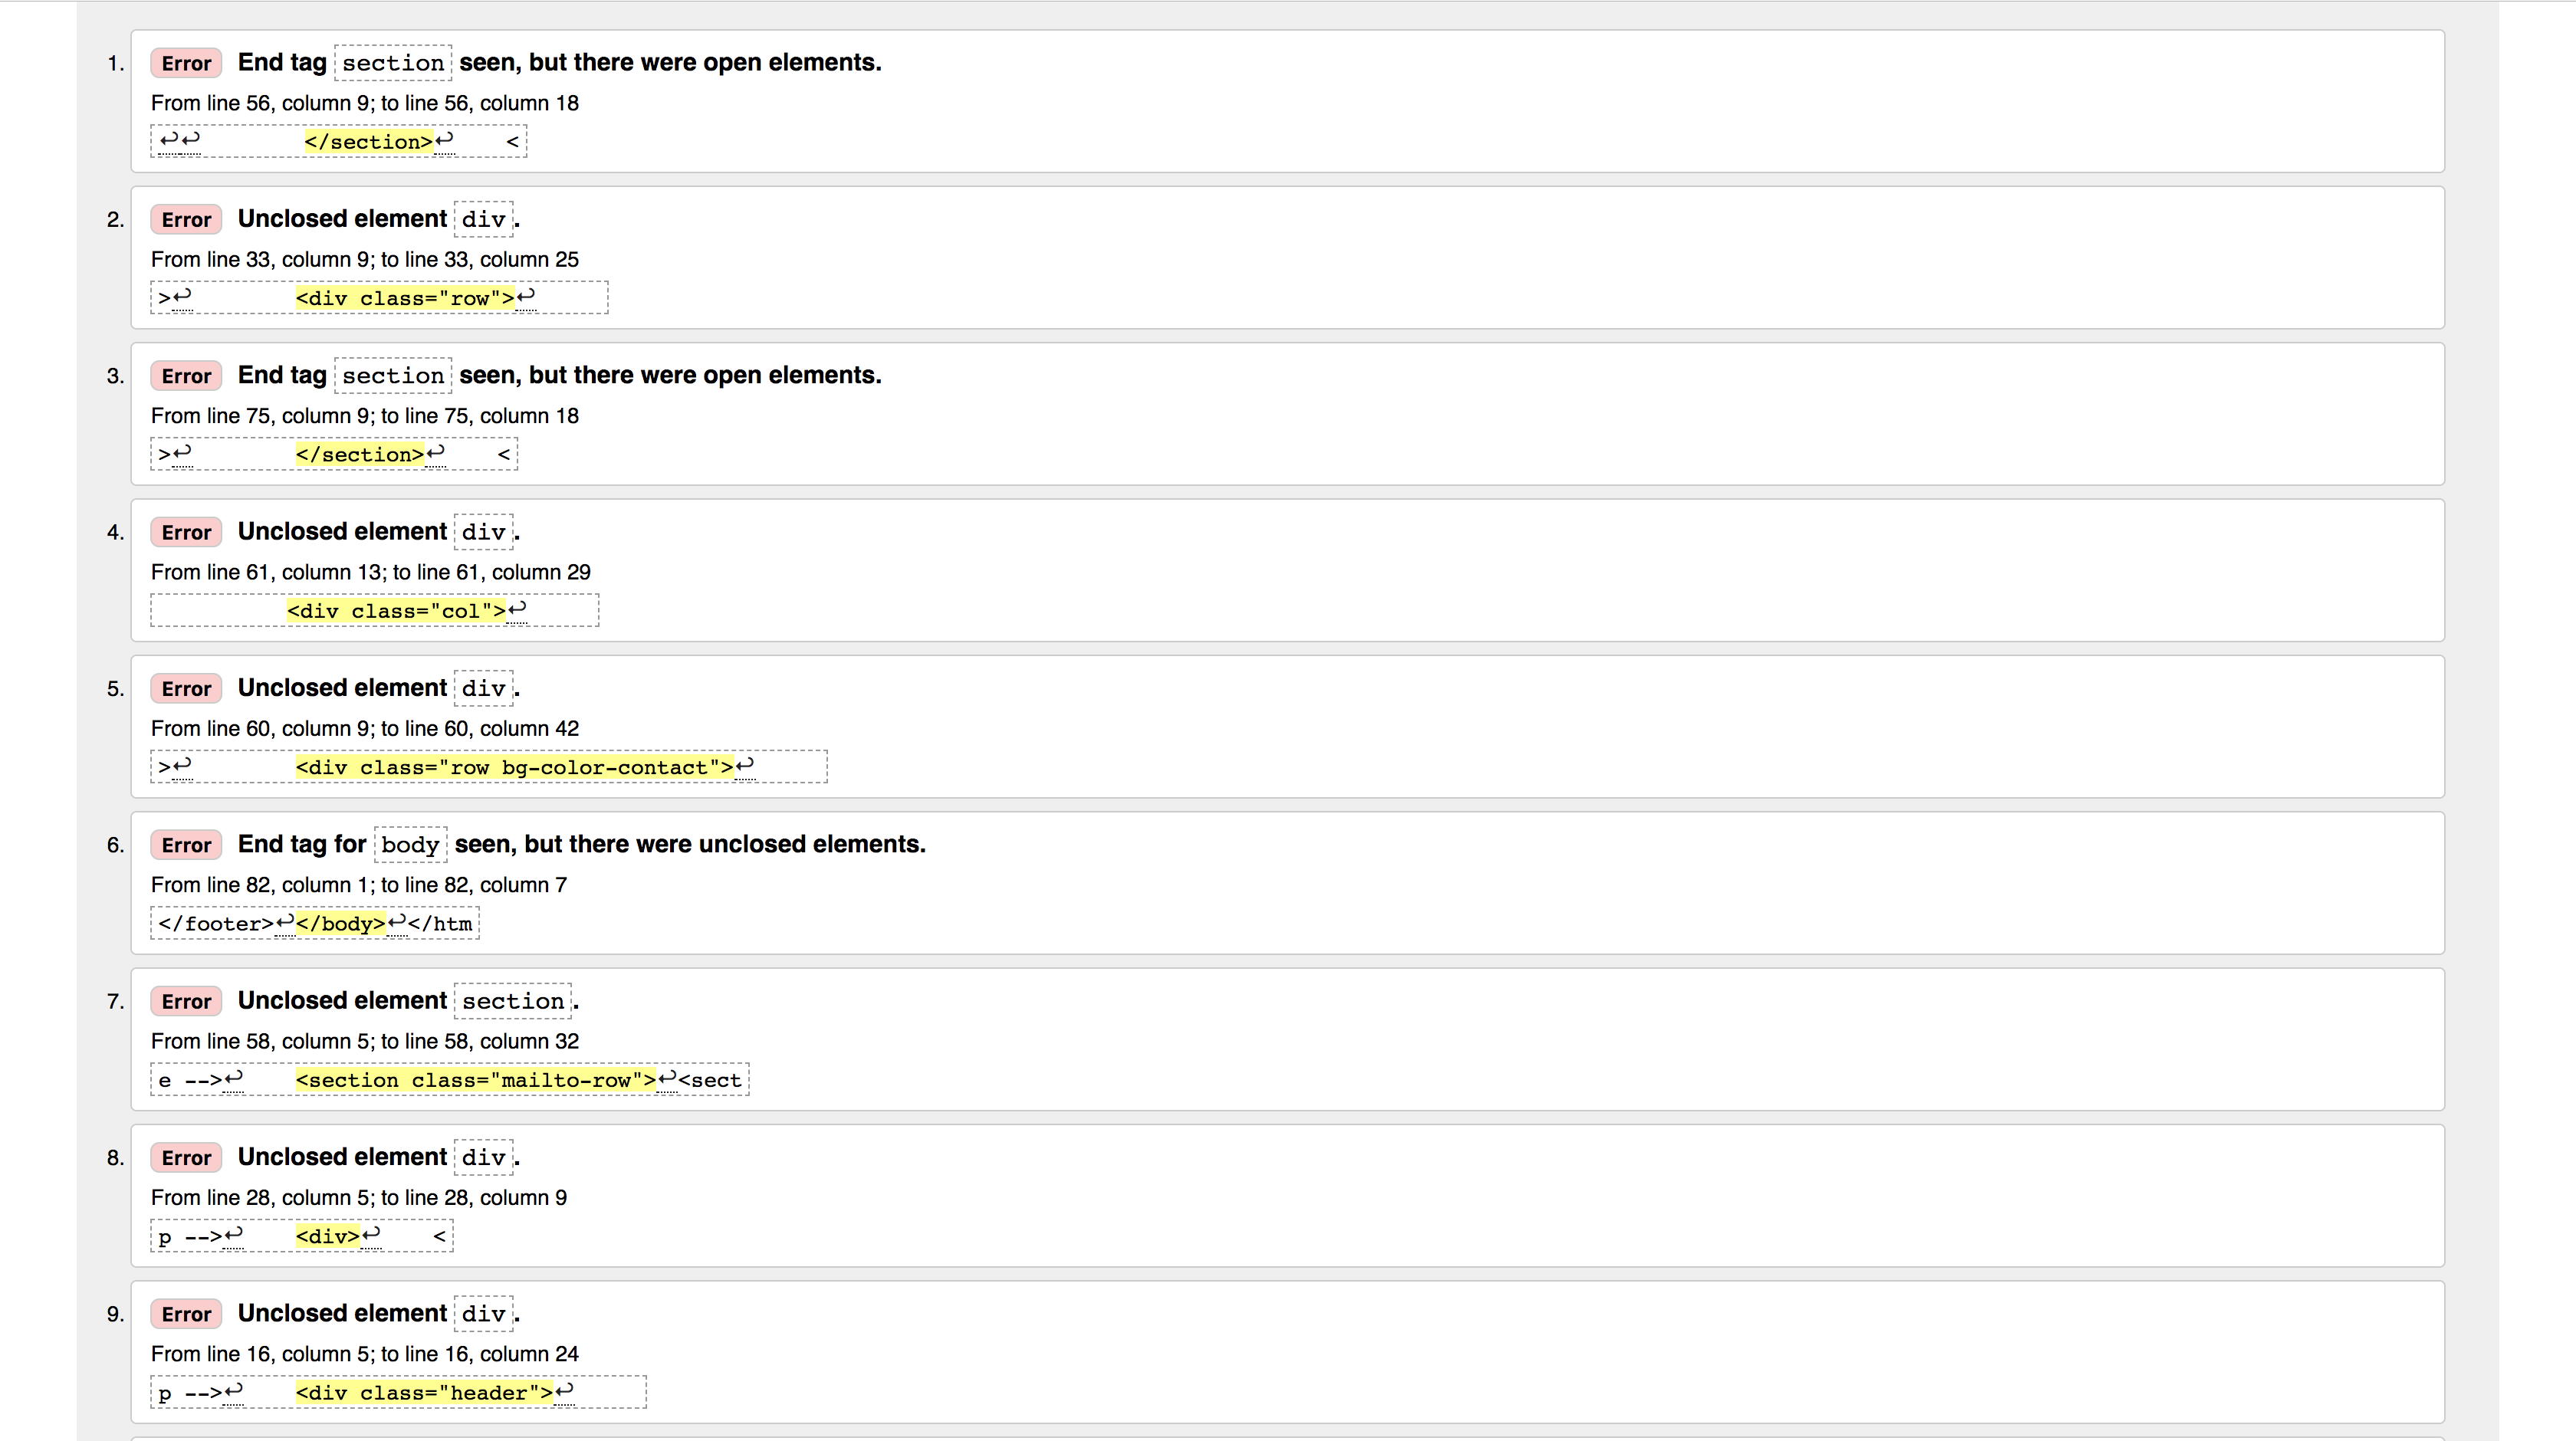 1. Error End tag section seen, but there were open elements.
From line 56, column 9; to line 56, column 18
↩↩ </section>↩ <
2. Error Unclosed element div.
From line 33, column 9; to line 33, column 25
>↩ <div class="row">↩
3. Error End tag section seen, but there were open elements.
From line 75, column 9; to line 75, column 18
>↩ </section>↩ <
4. Error Unclosed element div.
From line 61, column 13; to line 61, column 29
<div class="col">↩
5. Error Unclosed element div.
From line 60, column 9; to line 60, column 42
>↩ <div class="row bg-color-contact">↩
6. Error End tag for body seen, but there were unclosed elements.
From line 82, column 1; to line 82, column 7
</footer>↩</body>↩</htm
7. Error Unclosed element section.
From line 58, column 5; to line 58, column 32
e -->↩ <section class="mailto-row">↩<sect
8. Error Unclosed element div.
From line 28, column 5; to line 28, column 9
p -->↩ <div>↩ <
9. Error Unclosed element div.
From line 16, column 5; to line 16, column 24
p -->↩ <div class="header">↩